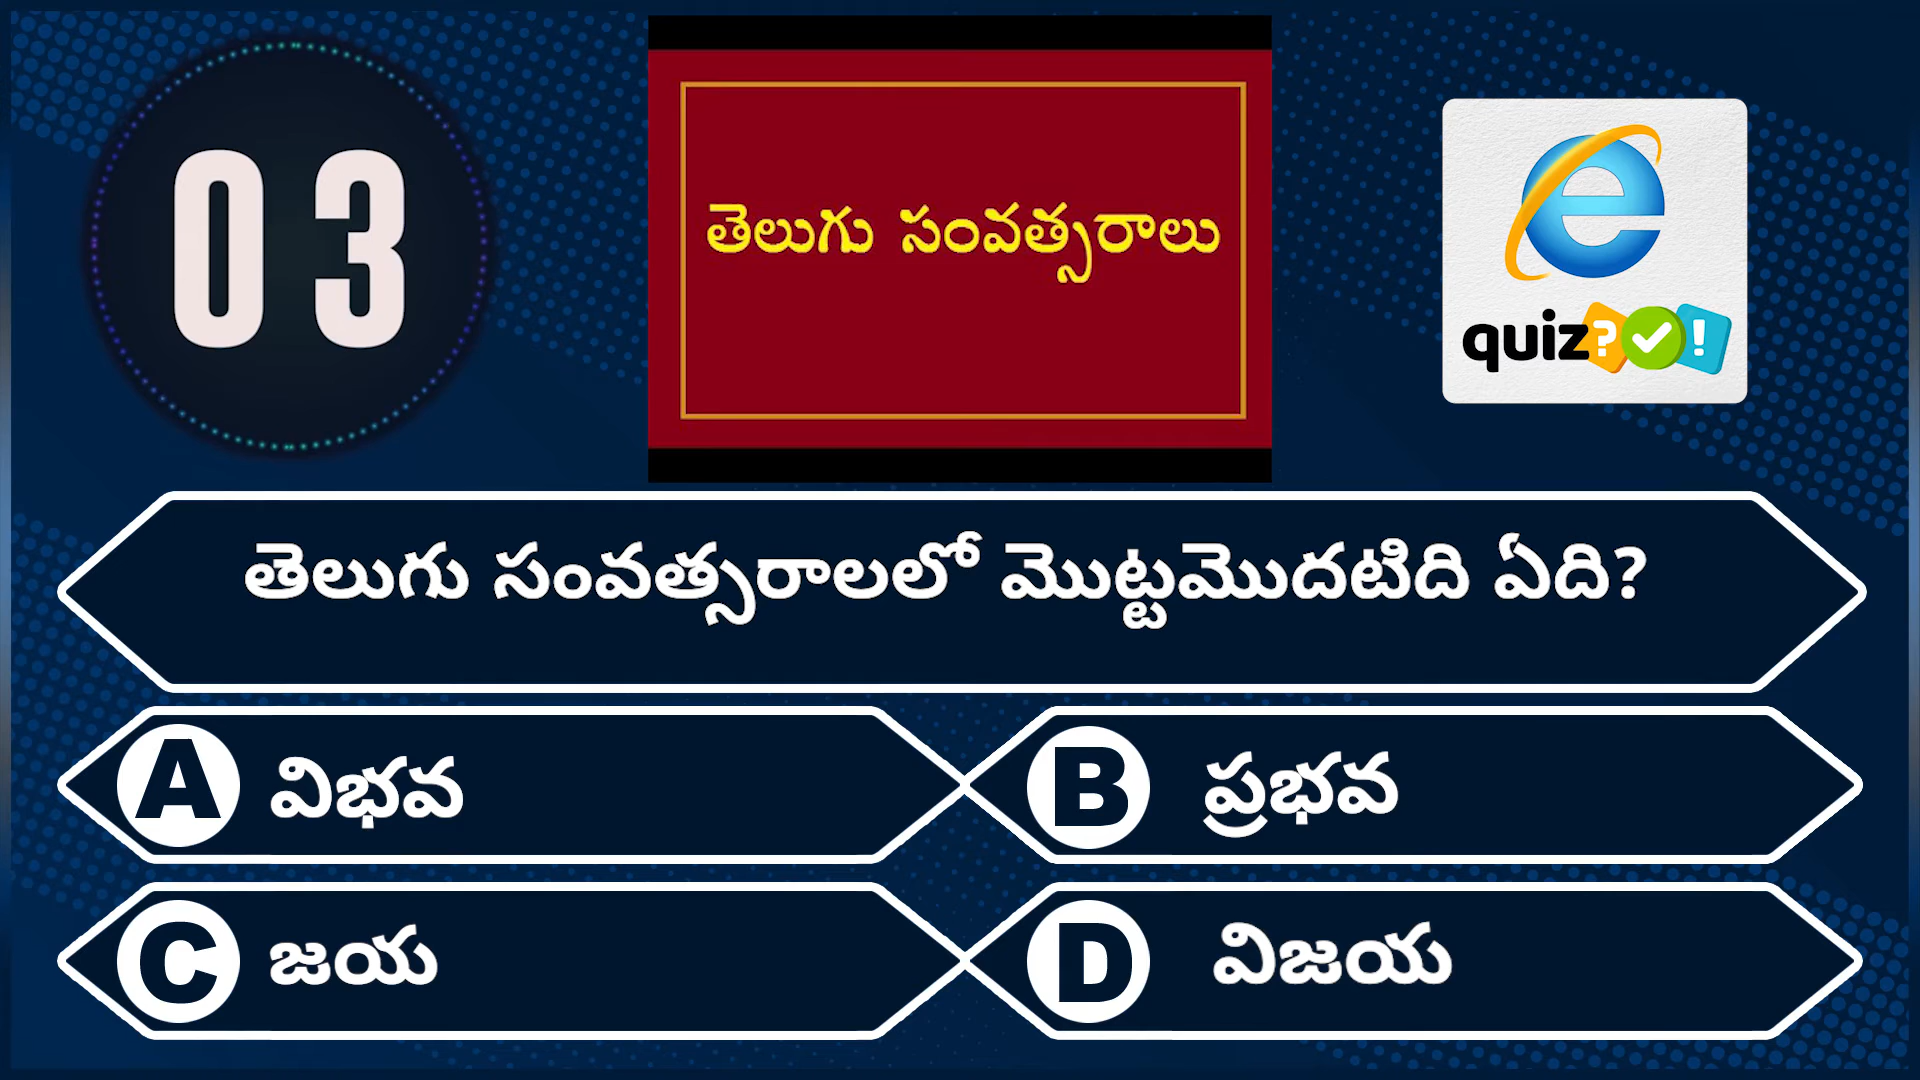 03
తెలుగు సంవత్సరాలు
e
quiz?✓!
తెలుగు సంవత్సరాలలో మొట్టమొదటిది ఏది?
A విభవ
B ప్రభవ
C జయ
D విజయ